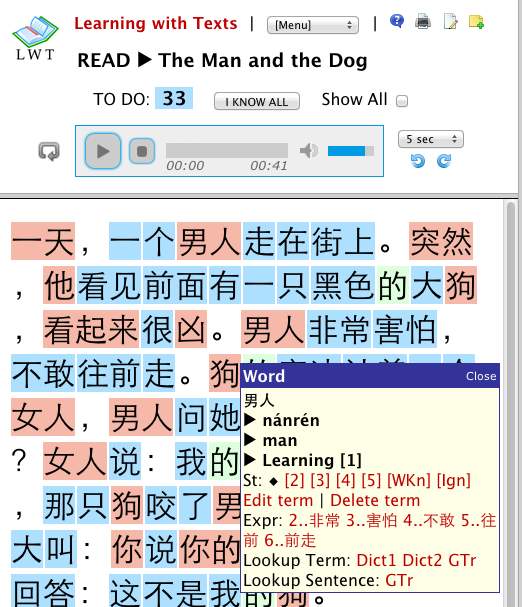 Learning with Texts | [Menu] |
LWT
READ ▶ The Man and the Dog
TO DO: 33 I KNOW ALL Show All
00:00 00:41
5 sec
一天，一个男人走在街上。突然
，他看见前面有一只黑色的大狗
，看起来很凶。男人非常害怕，
不敢往前走。狗
女人，男人问她
？女人说：我的
，那只狗咬了男
大叫：你说你的
回答：这不是我的狗。
Word Close
男人
▶ nánrén
▶ man
▶ Learning [1]
St: ◆ [2] [3] [4] [5] [WKn] [Ign]
Edit term | Delete term
Expr: 2..非常 3..害怕 4..不敢 5..往
前 6..前走
Lookup Term: Dict1 Dict2 GTr
Lookup Sentence: GTr